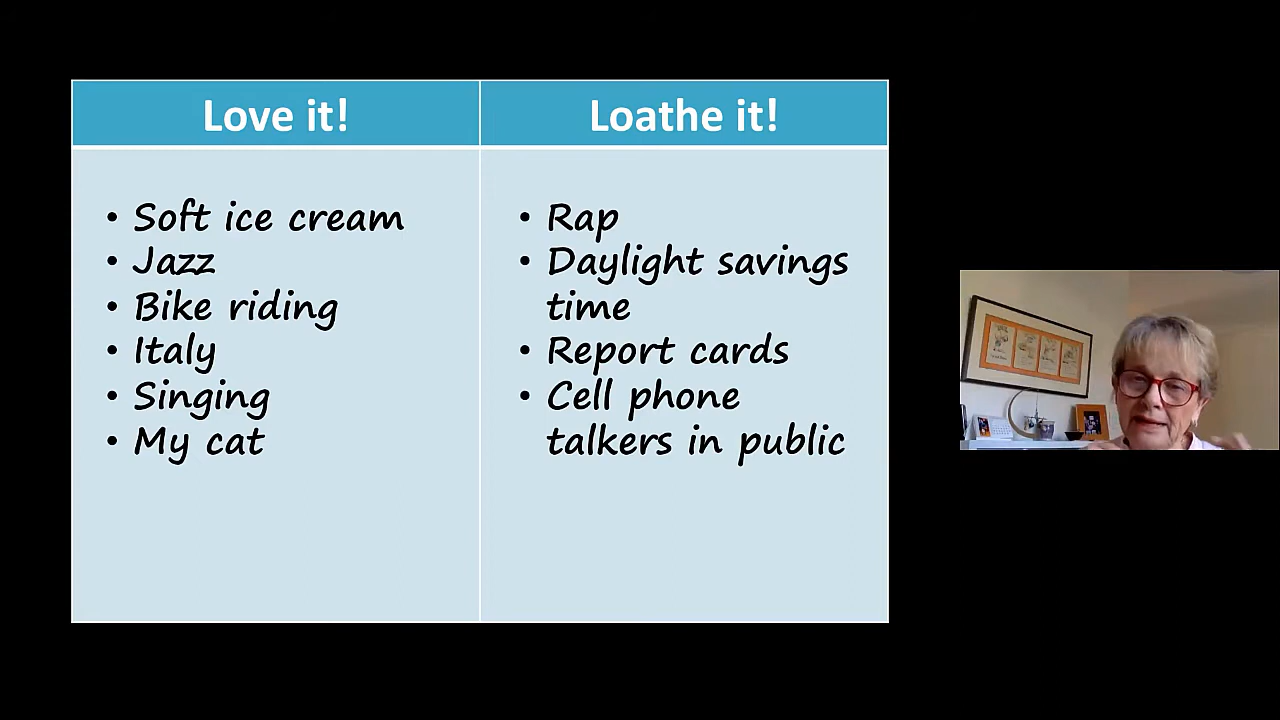 Love it!
Loathe it!
• Soft ice cream
• Jazz
• Bike riding
• Italy
• Singing
• My cat
• Rap
• Daylight savings
time
• Report cards
• Cell phone
talkers in public